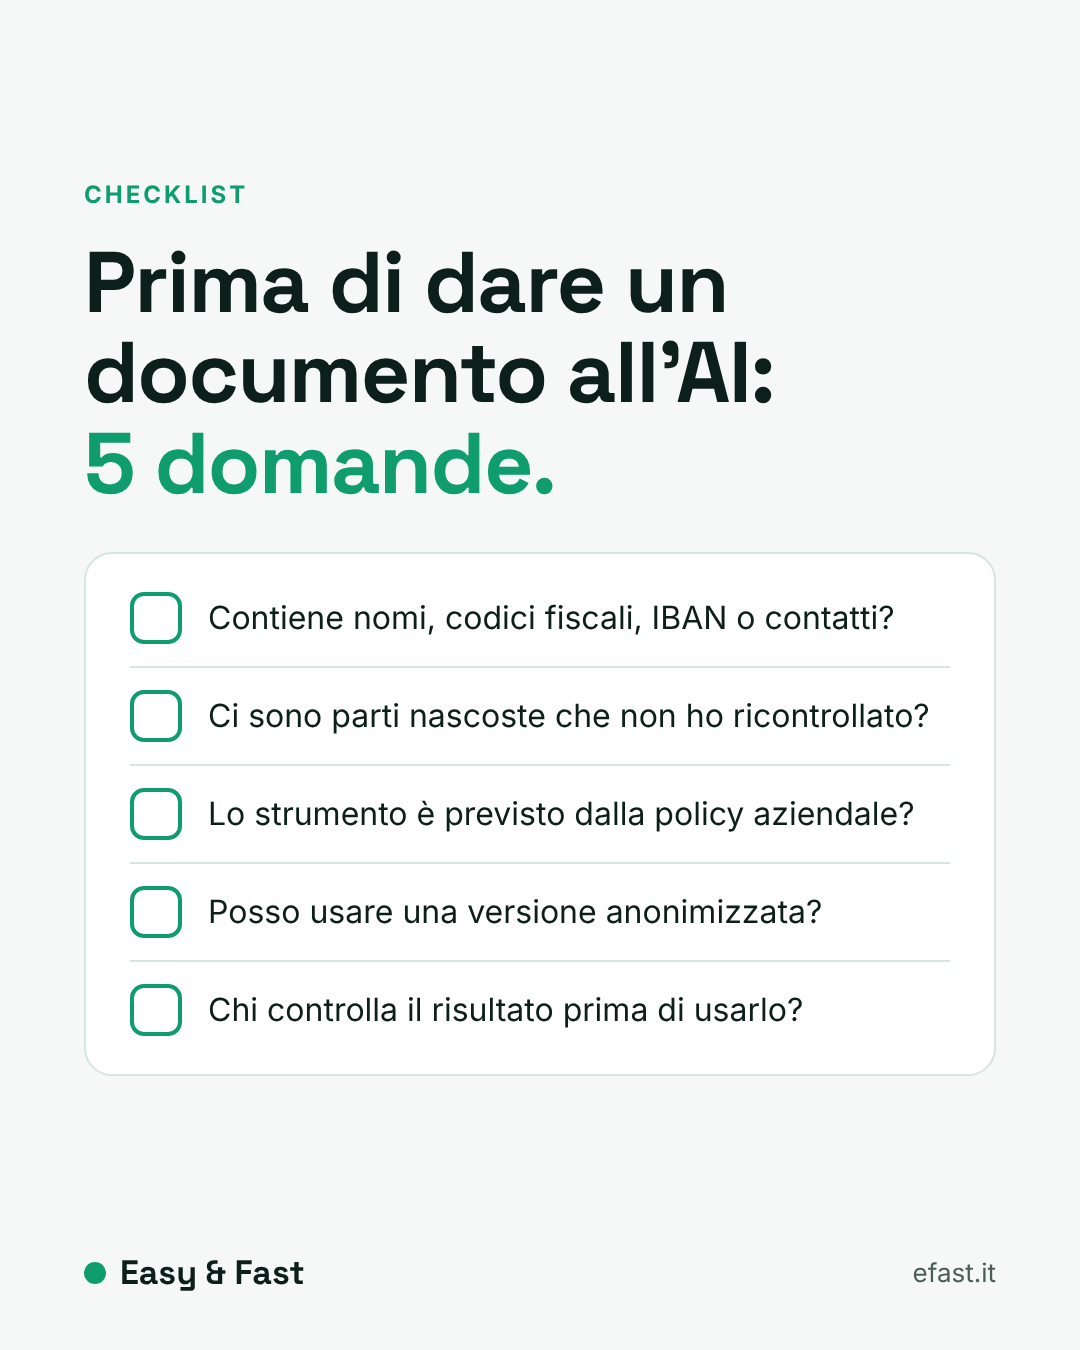 CHECKLIST
Prima di dare un
documento all’AI:
5 domande.
Contiene nomi, codici fiscali, IBAN o contatti?
Ci sono parti nascoste che non ho ricontrollato?
Lo strumento è previsto dalla policy aziendale?
Posso usare una versione anonimizzata?
Chi controlla il risultato prima di usarlo?
Easy & Fast
efast.it